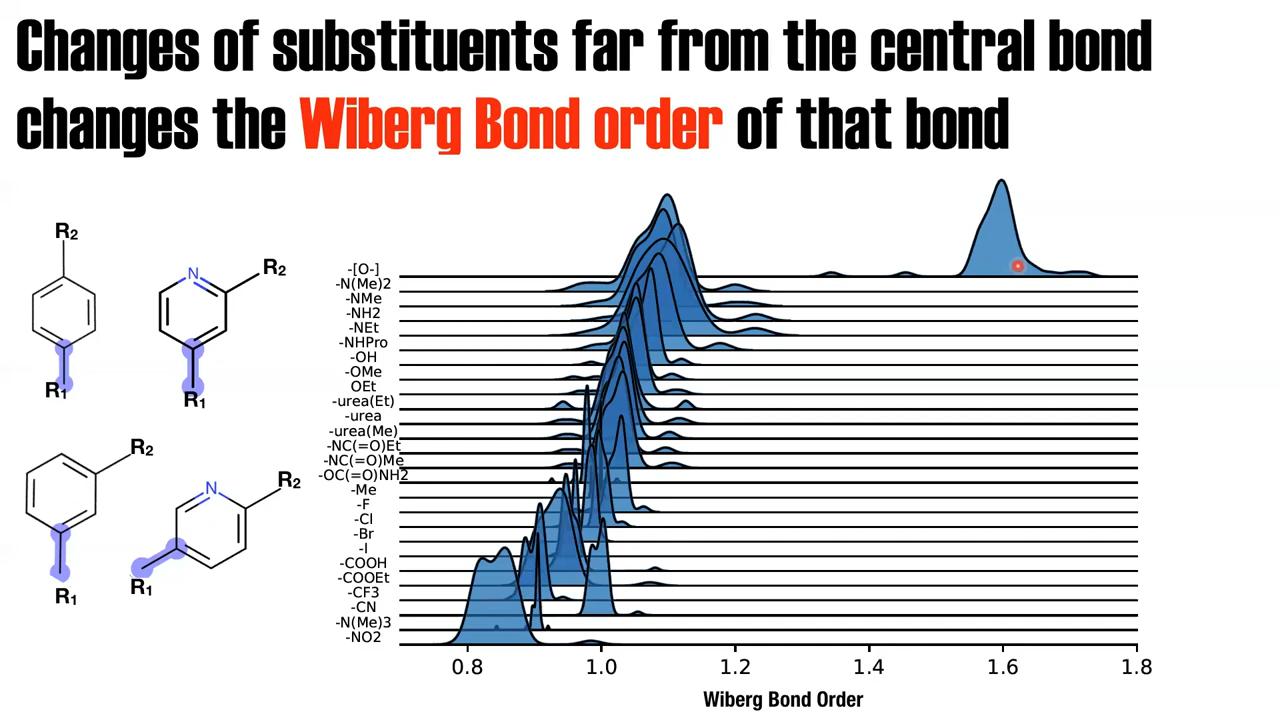 Changes of substituents far from the central bond
changes the Wiberg Bond order of that bond
R2
N
R2
R1
R1
R2
N
R2
R1
R1
-[O-]
-N(Me)2
-NMe
-NH2
-NEt
-NHPro
-OH
-OMe
OEt
-urea(Et)
-urea
-urea(Me)
-NC(=O)Et
-NC(=O)Me
-OC(=O)NH2
-Me
-F
-Cl
-Br
-I
-COOH
-COOEt
-CF3
-CN
-N(Me)3
-NO2
0.8 1.0 1.2 1.4 1.6 1.8
Wiberg Bond Order